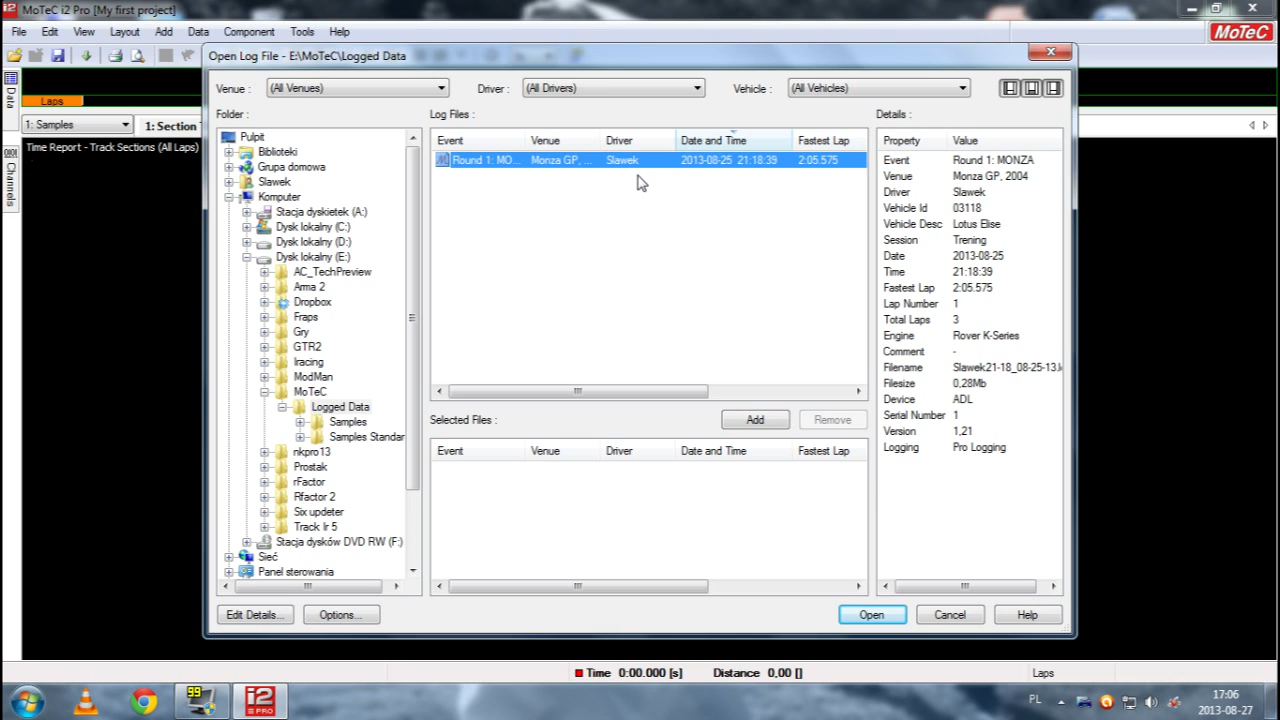 MoTeC i2 Pro [My first project]
File Edit View Layout Add Data Component Tools Help
MoTeC
Laps
Data
1: Samples
1: Section
Time Report - Track Sections (All Laps)
Channels
Open Log File - E:\MoTeC\Logged Data
Venue : (All Venues) Driver : (All Drivers) Vehicle : (All Vehicles)
Folder :
Pulpit
Biblioteki
Grupa domowa
Slawek
Komputer
Stacja dyskietek (A:)
Dysk lokalny (C:)
Dysk lokalny (D:)
Dysk lokalny (E:)
AC_TechPreview
Arma 2
Dropbox
Fraps
Gry
GTR2
Iracing
ModMan
MoTeC
Logged Data
Samples
Samples Standar
nkpro13
Prostak
rFactor
Rfactor 2
Six updeter
Track Ir 5
Stacja dysków DVD RW (F:)
Sieć
Panel sterowania
Log Files :
Event Venue Driver Date and Time Fastest Lap
Round 1: MO... Monza GP, ... Slawek 2013-08-25 21:18:39 2:05.575
Selected Files : Add Remove
Event Venue Driver Date and Time Fastest Lap
Details :
Property Value
Event Round 1: MONZA
Venue Monza GP, 2004
Driver Slawek
Vehicle Id 03118
Vehicle Desc Lotus Elise
Session Trening
Date 2013-08-25
Time 21:18:39
Fastest Lap 2:05.575
Lap Number 1
Total Laps 3
Engine Rover K-Series
Comment -
Filename Slawek21-18_08-25-13.l
Filesize 0,28Mb
Device ADL
Serial Number 1
Version 1,21
Logging Pro Logging
Edit Details... Options... Open Cancel Help
Time 0:00.000 [s] Distance 0,00 [] Laps
99
i2 PRO
PL
17:06
2013-08-27